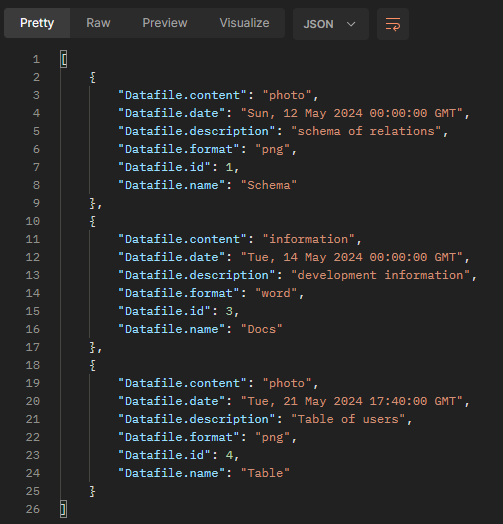 Pretty Raw Preview Visualize JSON
1 [
2 {
3 "Datafile.content": "photo",
4 "Datafile.date": "Sun, 12 May 2024 00:00:00 GMT",
5 "Datafile.description": "schema of relations",
6 "Datafile.format": "png",
7 "Datafile.id": 1,
8 "Datafile.name": "Schema"
9 },
10 {
11 "Datafile.content": "information",
12 "Datafile.date": "Tue, 14 May 2024 00:00:00 GMT",
13 "Datafile.description": "development information",
14 "Datafile.format": "word",
15 "Datafile.id": 3,
16 "Datafile.name": "Docs"
17 },
18 {
19 "Datafile.content": "photo",
20 "Datafile.date": "Tue, 21 May 2024 17:40:00 GMT",
21 "Datafile.description": "Table of users",
22 "Datafile.format": "png",
23 "Datafile.id": 4,
24 "Datafile.name": "Table"
25 }
26 ]